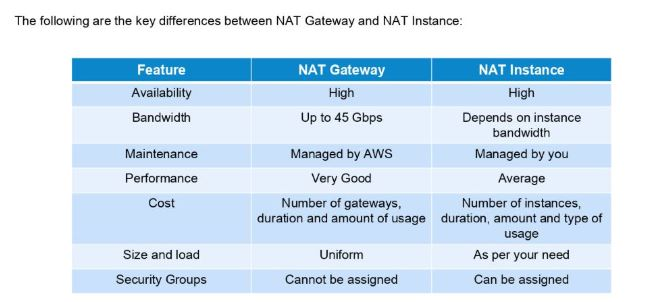 The following are the key differences between NAT Gateway and NAT Instance:
Feature NAT Gateway NAT Instance
Availability High High
Bandwidth Up to 45 Gbps Depends on instance
bandwidth
Maintenance Managed by AWS Managed by you
Performance Very Good Average
Cost Number of gateways, Number of instances,
duration and amount of usage duration, amount and type of
usage
Size and load Uniform As per your need
Security Groups Cannot be assigned Can be assigned